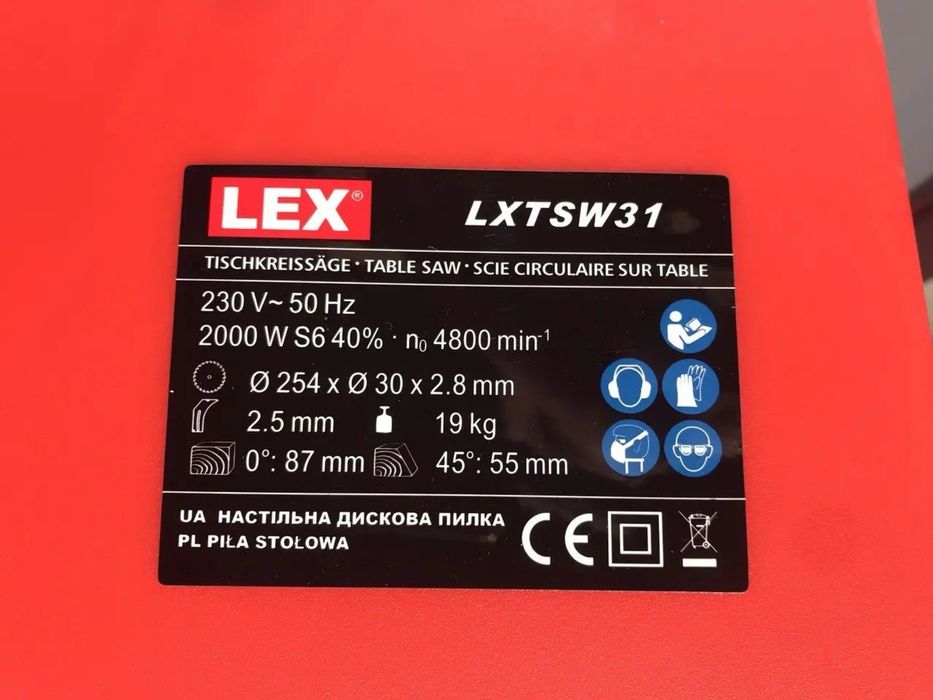 LEX® LXTSW31
TISCHKREISSÄGE · TABLE SAW · SCIE CIRCULAIRE SUR TABLE
230 V~ 50 Hz
2000 W S6 40% · n₀ 4800 min⁻¹
Ø 254 x Ø 30 x 2.8 mm
2.5 mm 19 kg
0°: 87 mm 45°: 55 mm
UA НАСТІЛЬНА ДИСКОВА ПИЛКА
PL PIŁA STOŁOWA
CE